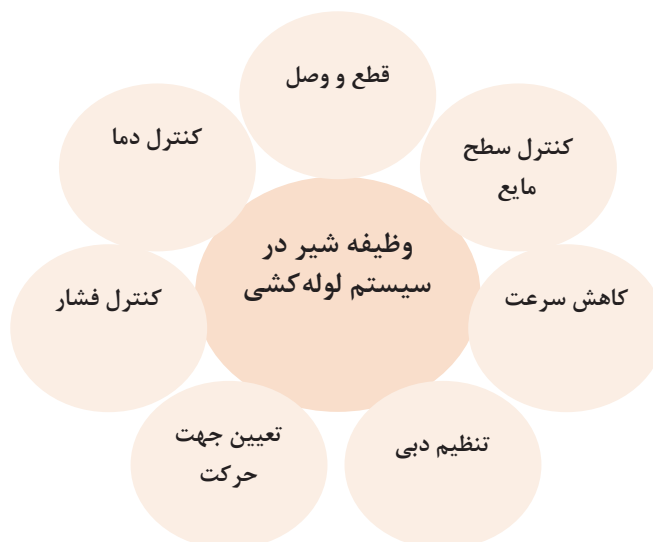 قطع و وصل
کنترل دما
کنترل سطح
مایع
وظیفه شیر در
سیستم لوله‌کشی
کنترل فشار
کاهش سرعت
تعیین جهت
حرکت
تنظیم دبی